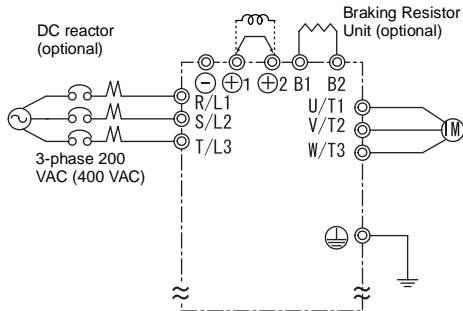 DC reactor
(optional)
Braking Resistor
Unit (optional)
⊖ ⊕1 ⊕2 B1 B2
R/L1
S/L2
T/L3
U/T1
V/T2
W/T3
IM
3-phase 200
VAC (400 VAC)